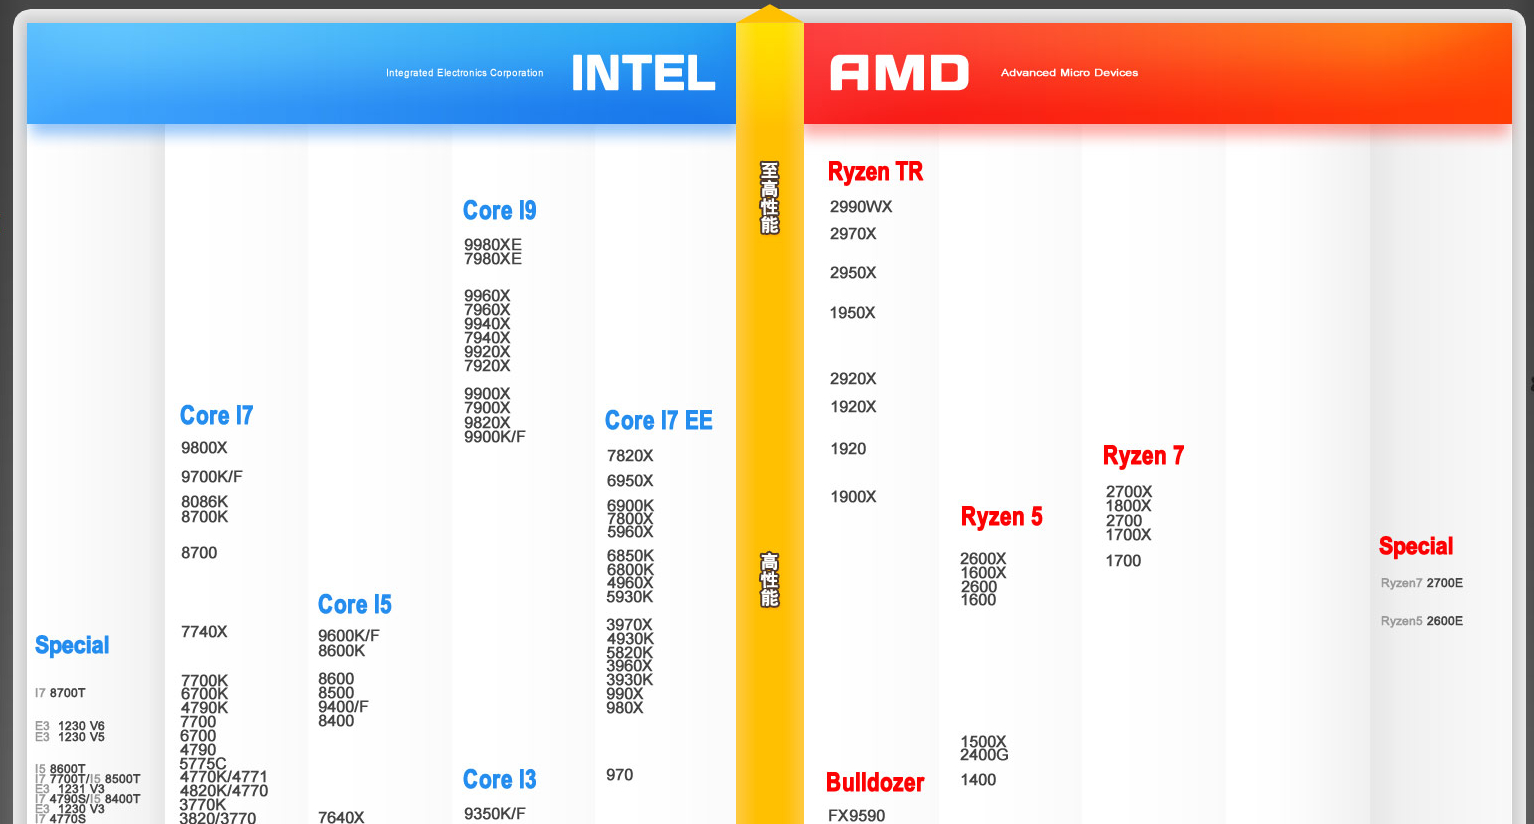 Integrated Electronics Corporation
INTEL
AMD
Advanced Micro Devices
Special
I7 8700T
E3 1230 V6
E3 1230 V5
I5 8600T
I7 7700T/I5 8500T
E3 1231 V3
I7 4790S/I5 8400T
E3 1230 V3
I7 4770S
Core I7
9800X
9700K/F
8086K
8700K
8700
7740X
7700K
6700K
4790K
7700
6700
4790
5775C
4770K/4771
4820K/4770
3770K
3820/3770
Core I5
9600K/F
8600K
8600
8500
9400/F
8400
7640X
Core I9
9980XE
7980XE
9960X
7960X
9940X
7940X
9920X
7920X
9900X
7900X
9820X
9900K/F
Core I3
9350K/F
Core I7 EE
7820X
6950X
6900K
7800X
5960X
6850K
6800K
4960X
5930K
3970X
4930K
5820K
3960X
3930K
990X
980X
970
至高性能
高性能
Ryzen TR
2990WX
2970X
2950X
1950X
2920X
1920X
1920
1900X
Bulldozer
FX9590
Ryzen 5
2600X
1600X
2600
1600
1500X
2400G
1400
Ryzen 7
2700X
1800X
2700
1700X
1700
Special
Ryzen7 2700E
Ryzen5 2600E